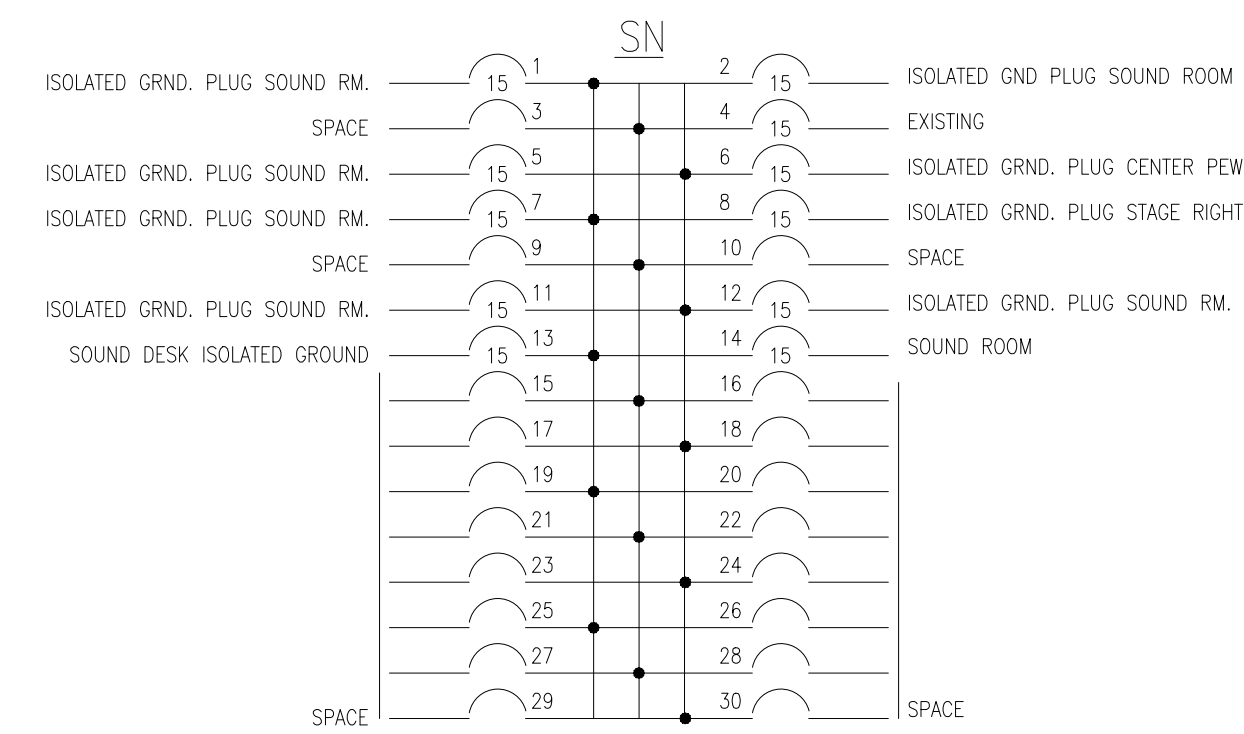 SN
ISOLATED GRND. PLUG SOUND RM. 15 1 2 15 ISOLATED GND PLUG SOUND ROOM
SPACE 3 4 15 EXISTING
ISOLATED GRND. PLUG SOUND RM. 15 5 6 15 ISOLATED GRND. PLUG CENTER PEW
ISOLATED GRND. PLUG SOUND RM. 15 7 8 15 ISOLATED GRND. PLUG STAGE RIGHT
SPACE 9 10 SPACE
ISOLATED GRND. PLUG SOUND RM. 15 11 12 15 ISOLATED GRND. PLUG SOUND RM.
SOUND DESK ISOLATED GROUND 15 13 14 15 SOUND ROOM
15 16
17 18
19 20
21 22
23 24
25 26
27 28
SPACE 29 30 SPACE